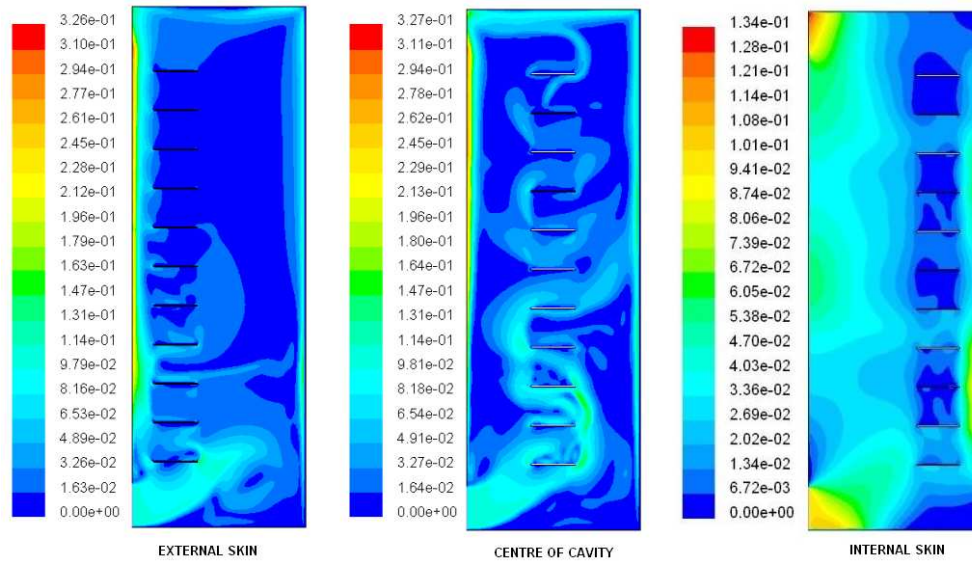 3.26e-01
3.10e-01
2.94e-01
2.77e-01
2.61e-01
2.45e-01
2.28e-01
2.12e-01
1.96e-01
1.79e-01
1.63e-01
1.47e-01
1.31e-01
1.14e-01
9.79e-02
8.16e-02
6.53e-02
4.89e-02
3.26e-02
1.63e-02
0.00e+00
EXTERNAL SKIN
3.27e-01
3.11e-01
2.94e-01
2.78e-01
2.62e-01
2.45e-01
2.29e-01
2.13e-01
1.96e-01
1.80e-01
1.64e-01
1.47e-01
1.31e-01
1.14e-01
9.81e-02
8.18e-02
6.54e-02
4.91e-02
3.27e-02
1.64e-02
0.00e+00
CENTRE OF CAVITY
1.34e-01
1.28e-01
1.21e-01
1.14e-01
1.08e-01
1.01e-01
9.41e-02
8.74e-02
8.06e-02
7.39e-02
6.72e-02
6.05e-02
5.38e-02
4.70e-02
4.03e-02
3.36e-02
2.69e-02
2.02e-02
1.34e-02
6.72e-03
0.00e+00
INTERNAL SKIN